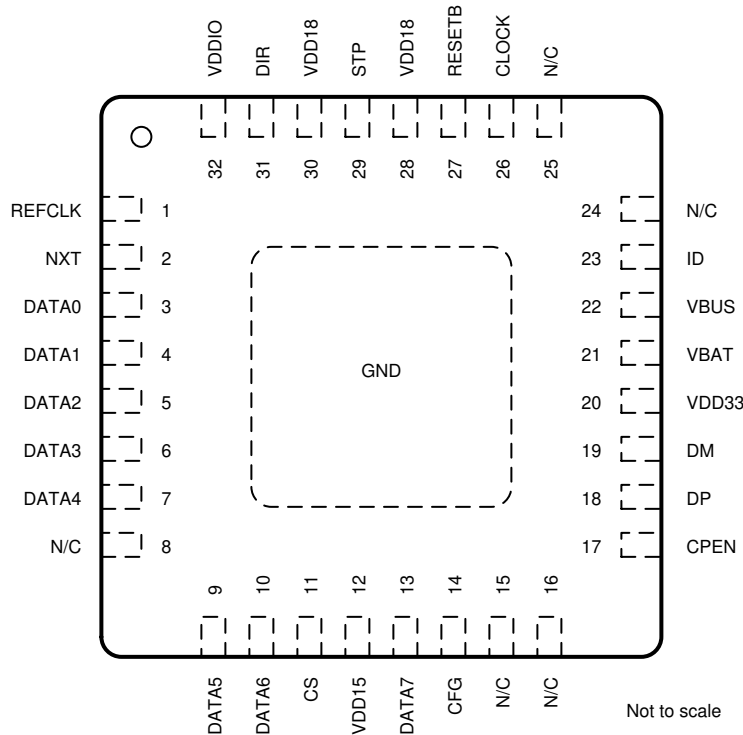 VDDIO
DIR
VDD18
STP
VDD18
RESETB
CLOCK
N/C
32
31
30
29
28
27
26
25
REFCLK 1
NXT 2
DATA0 3
DATA1 4
DATA2 5
DATA3 6
DATA4 7
N/C 8
24 N/C
23 ID
22 VBUS
21 VBAT
20 VDD33
19 DM
18 DP
17 CPEN
GND
9
10
11
12
13
14
15
16
DATA5
DATA6
CS
VDD15
DATA7
CFG
N/C
N/C
Not to scale